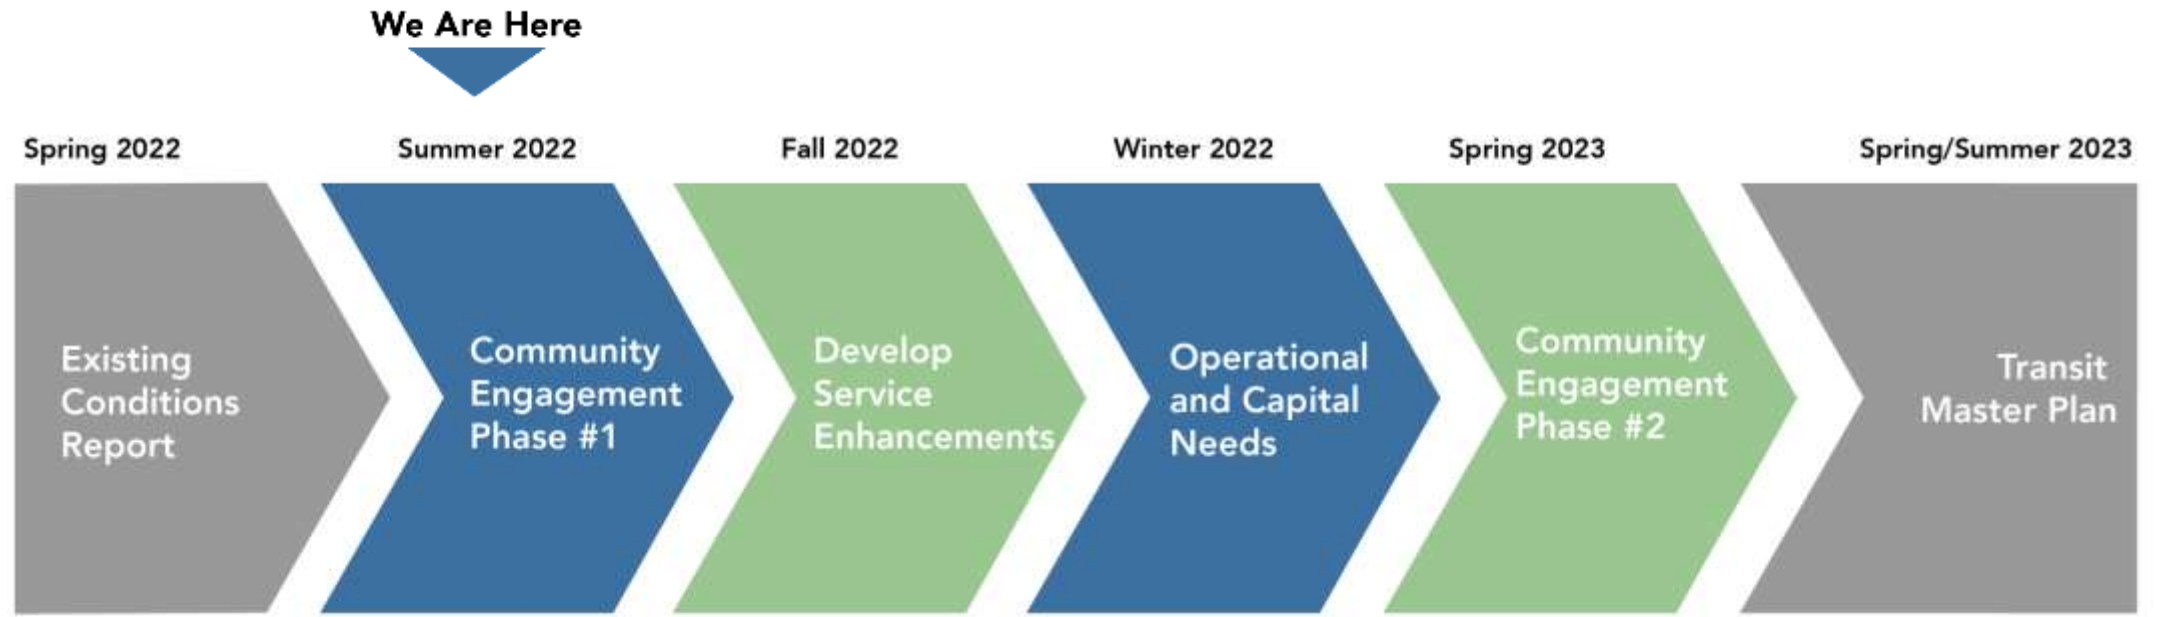 We Are Here
Spring 2022
Summer 2022
Fall 2022
Winter 2022
Spring 2023
Spring/Summer 2023
Existing
Conditions
Report
Community
Engagement
Phase #1
Develop
Service
Enhancements
Operational
and Capital
Needs
Community
Engagement
Phase #2
Transit
Master Plan